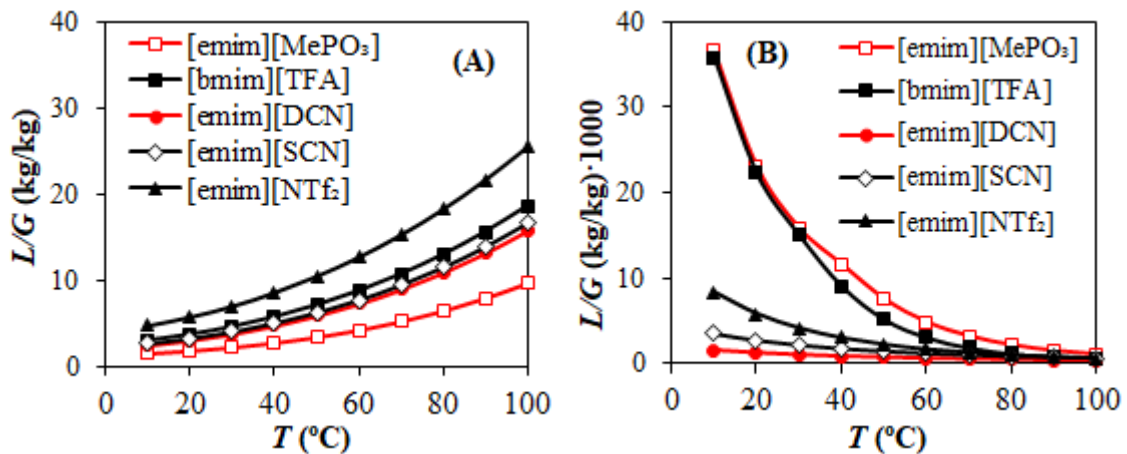 40
30
20
10
0
0
20
40
60
80
100
L/G (kg/kg)
T (ºC)
(A)
[emim][MePO₃]
[bmim][TFA]
[emim][DCN]
[emim][SCN]
[emim][NTf₂]
40
30
20
10
0
0
20
40
60
80
100
L/G (kg/kg)·1000
T (ºC)
(B)
[emim][MePO₃]
[bmim][TFA]
[emim][DCN]
[emim][SCN]
[emim][NTf₂]